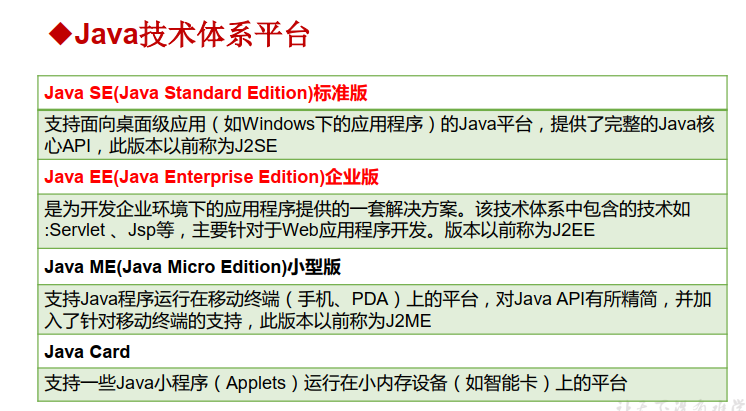 ◆Java技术体系平台
Java SE(Java Standard Edition)标准版
支持面向桌面级应用（如Windows下的应用程序）的Java平台，提供了完整的Java核
心API，此版本以前称为J2SE
Java EE(Java Enterprise Edition)企业版
是为开发企业环境下的应用程序提供的一套解决方案。该技术体系中包含的技术如
:Servlet 、Jsp等，主要针对于Web应用程序开发。版本以前称为J2EE
Java ME(Java Micro Edition)小型版
支持Java程序运行在移动终端（手机、PDA）上的平台，对Java API有所精简，并加
入了针对移动终端的支持，此版本以前称为J2ME
Java Card
支持一些Java小程序（Applets）运行在小内存设备（如智能卡）上的平台